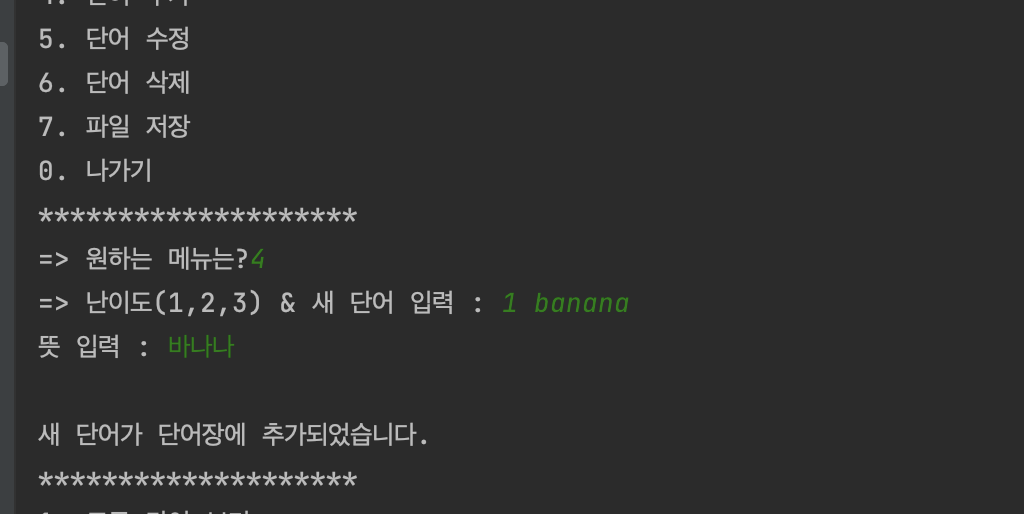 5. 단어 수정
6. 단어 삭제
7. 파일 저장
0. 나가기
********************
=> 원하는 메뉴는?4
=> 난이도(1,2,3) & 새 단어 입력 : 1 banana
뜻 입력 : 바나나
새 단어가 단어장에 추가되었습니다.
********************